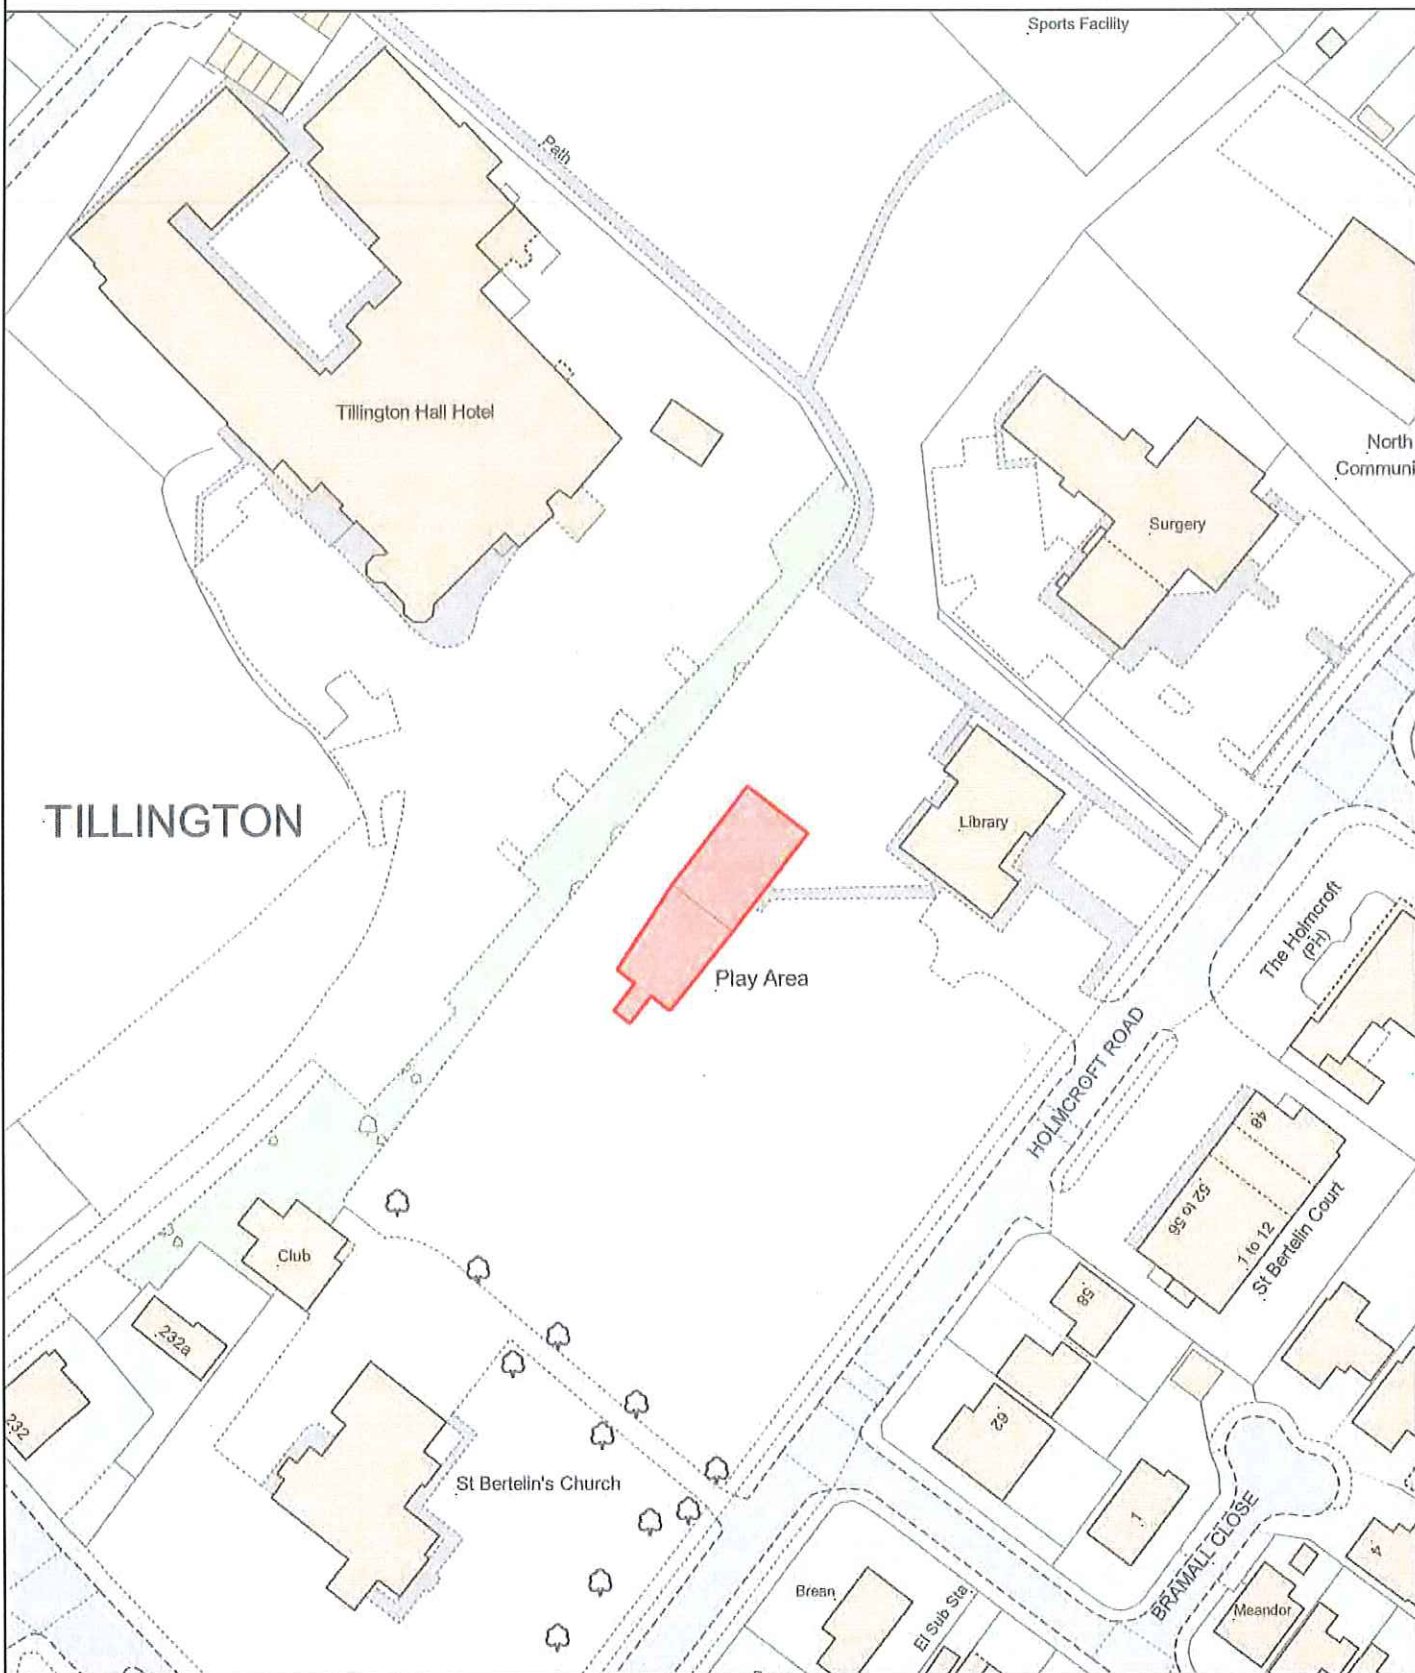 Sports Facility
Path
Tillington Hall Hotel
North
Communi
Surgery
TILLINGTON
Library
The Holmcroft
(PH)
Play Area
HOLMCROFT ROAD
48
52 to 56
1 to 12
St Bertelin Court
Club
58
232a
232
62
St Bertelin's Church
1
BRAMALL CLOSE
4
Brean
El Sub Sta
Meandor